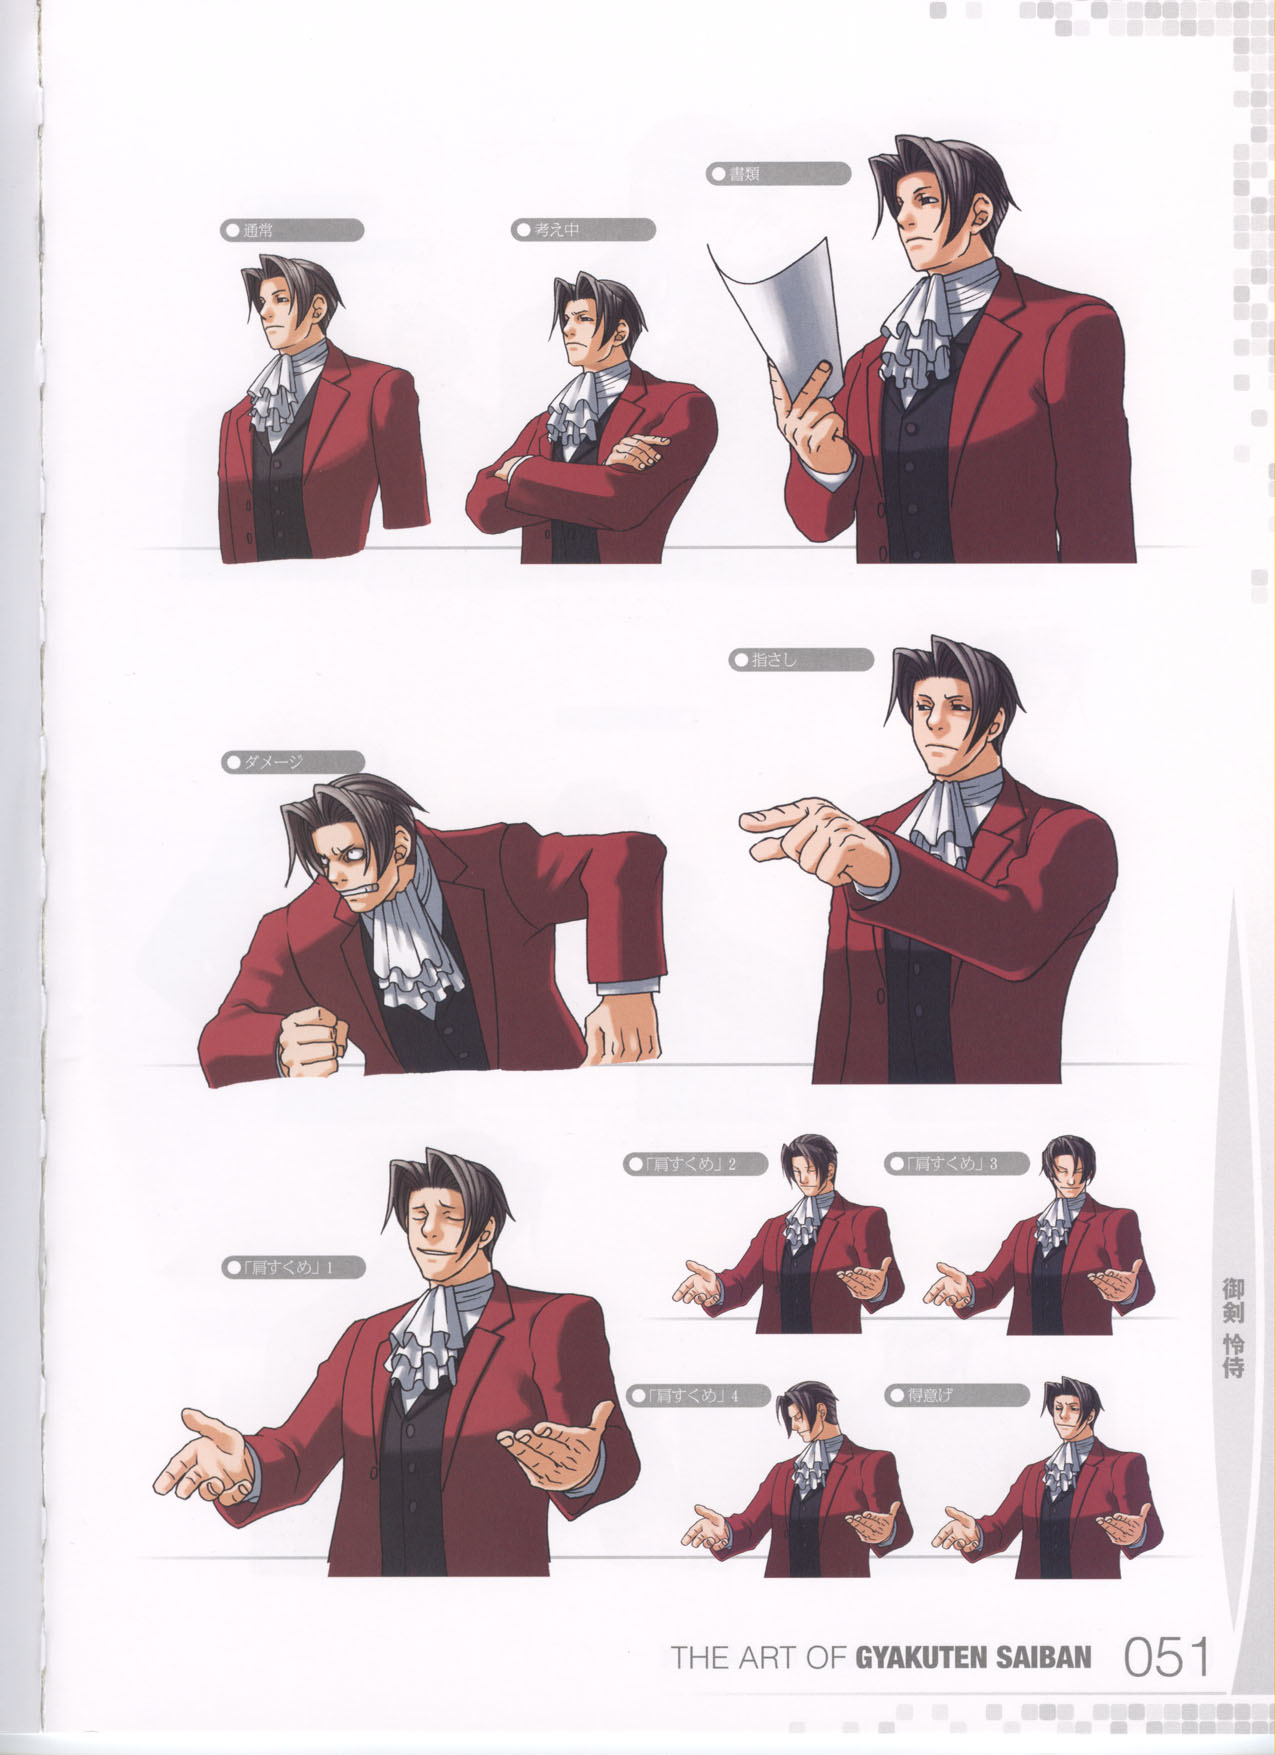 通常
考え中
書類
指さし
ダメージ
「肩すくめ」1
「肩すくめ」2
「肩すくめ」3
「肩すくめ」4
得意げ
御剣 怜侍
THE ART OF GYAKUTEN SAIBAN 051